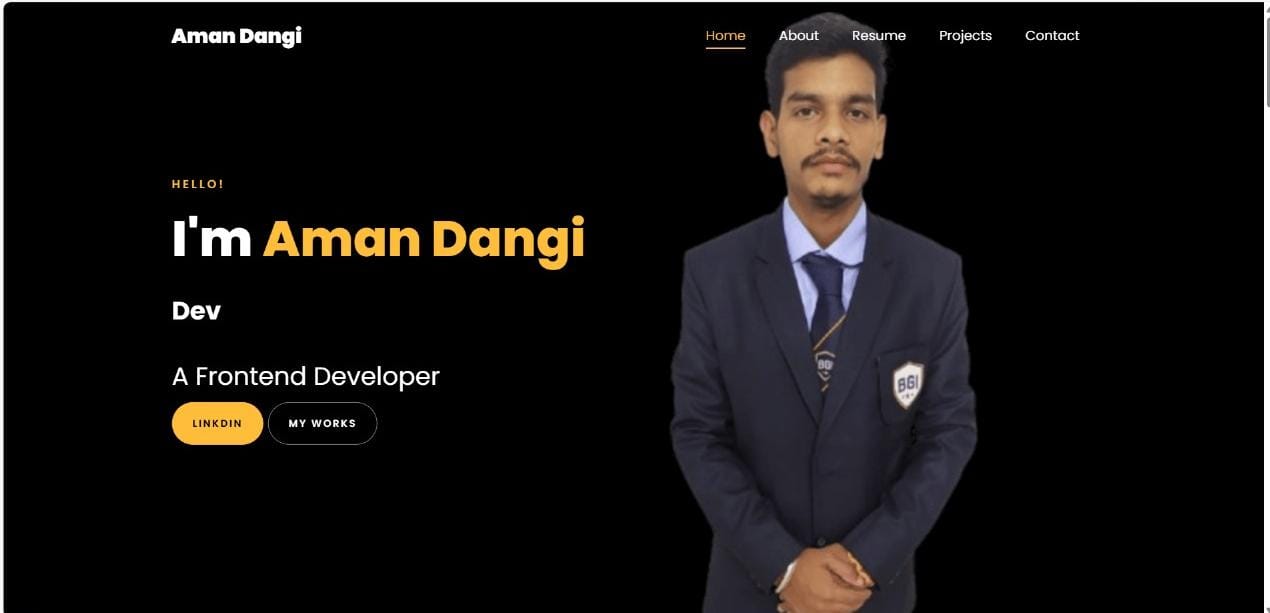 Aman Dangi
Home About Resume Projects Contact
HELLO!
I'm Aman Dangi
Dev
A Frontend Developer
LINKDIN MY WORKS
BGI
BGI